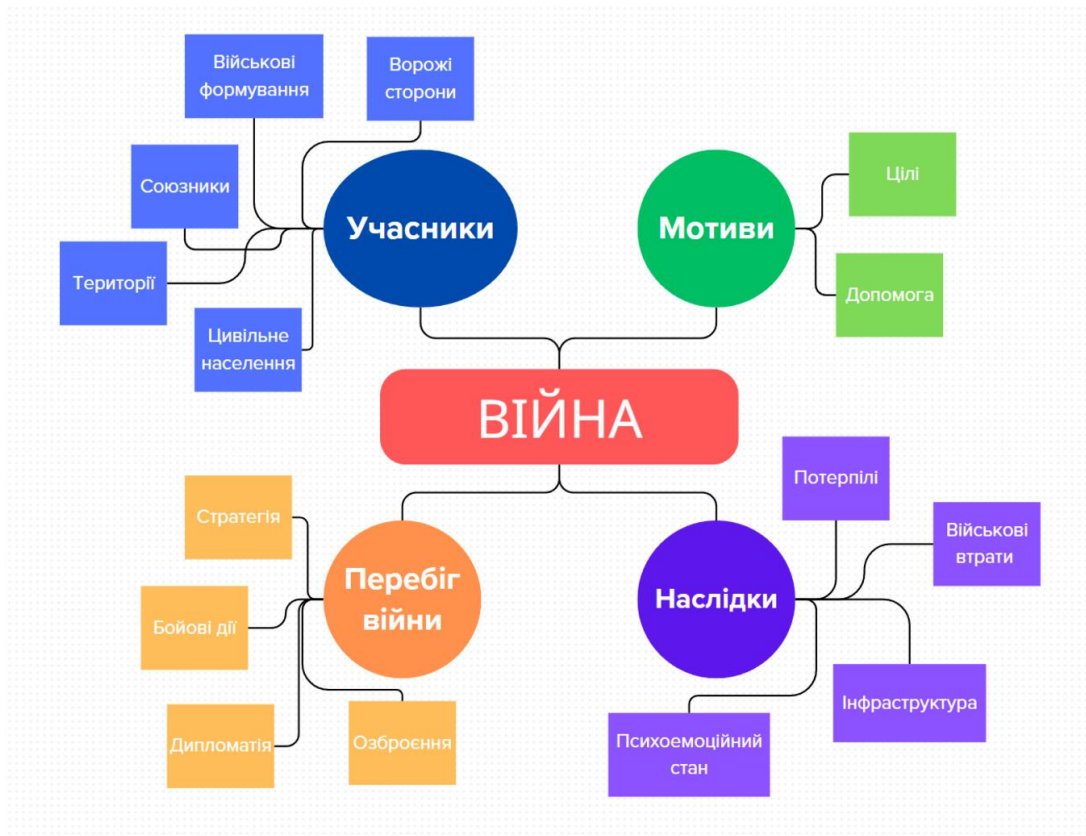 Військові
формування
Ворожі
сторони
Союзники
Території
Цивільне
населення
Учасники
Мотиви
Цілі
Допомога
ВІЙНА
Стратегія
Бойові дії
Дипломатія
Озброєння
Перебіг
війни
Наслідки
Потерпілі
Військові
втрати
Інфраструктура
Психоемоційний
стан